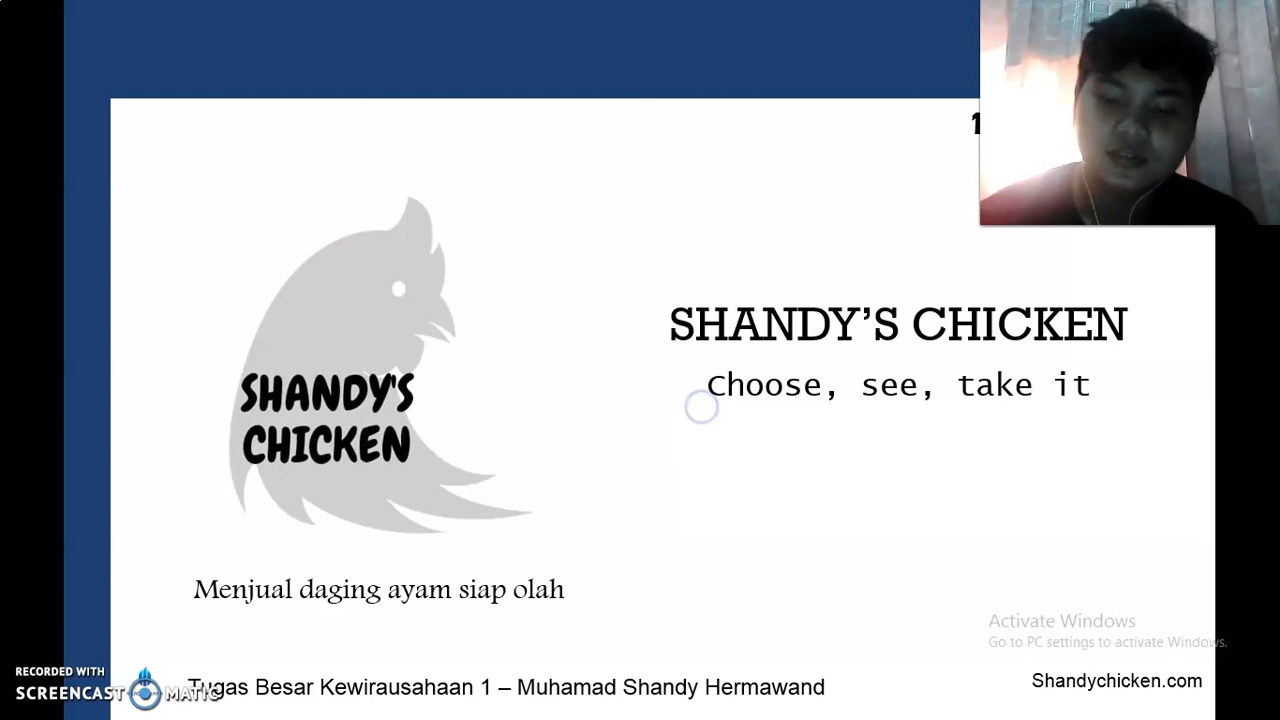 SHANDY'S
CHICKEN
SHANDY’S CHICKEN
Choose, see, take it
Menjual daging ayam siap olah
Activate Windows
Go to PC settings to activate Windows.
Tugas Besar Kewirausahaan 1 – Muhamad Shandy Hermawand
Shandychicken.com
RECORDED WITH
SCREENCAST MATIC